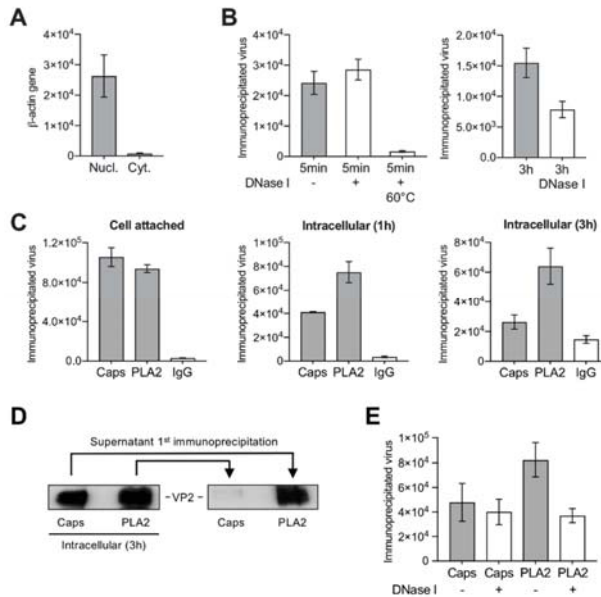 A
β-actin gene
4×10⁴
3×10⁴
2×10⁴
1×10⁴
0
Nucl. Cyt.
B
Immunoprecipitated virus
4×10⁴
3×10⁴
2×10⁴
1×10⁴
0
5min 5min 5min
DNase I - + +
60°C
Immunoprecipitated virus
2.0×10⁴
1.5×10⁴
1.0×10⁴
5.0×10³
0.0
3h 3h
DNase I
C
Cell attached
Immunoprecipitated virus
1.2×10⁵
8.0×10⁴
4.0×10⁴
0.0
Caps PLA2 IgG
Intracellular (1h)
Immunoprecipitated virus
1×10⁵
8×10⁴
6×10⁴
4×10⁴
2×10⁴
0
Caps PLA2 IgG
Intracellular (3h)
Immunoprecipitated virus
8×10⁴
6×10⁴
4×10⁴
2×10⁴
0
Caps PLA2 IgG
D
Supernatant 1st immunoprecipitation
-VP2-
Caps PLA2 Caps PLA2
Intracellular (3h)
E
Immunoprecipitated virus
1×10⁵
8×10⁴
6×10⁴
4×10⁴
2×10⁴
0
Caps Caps PLA2 PLA2
DNase I - + - +